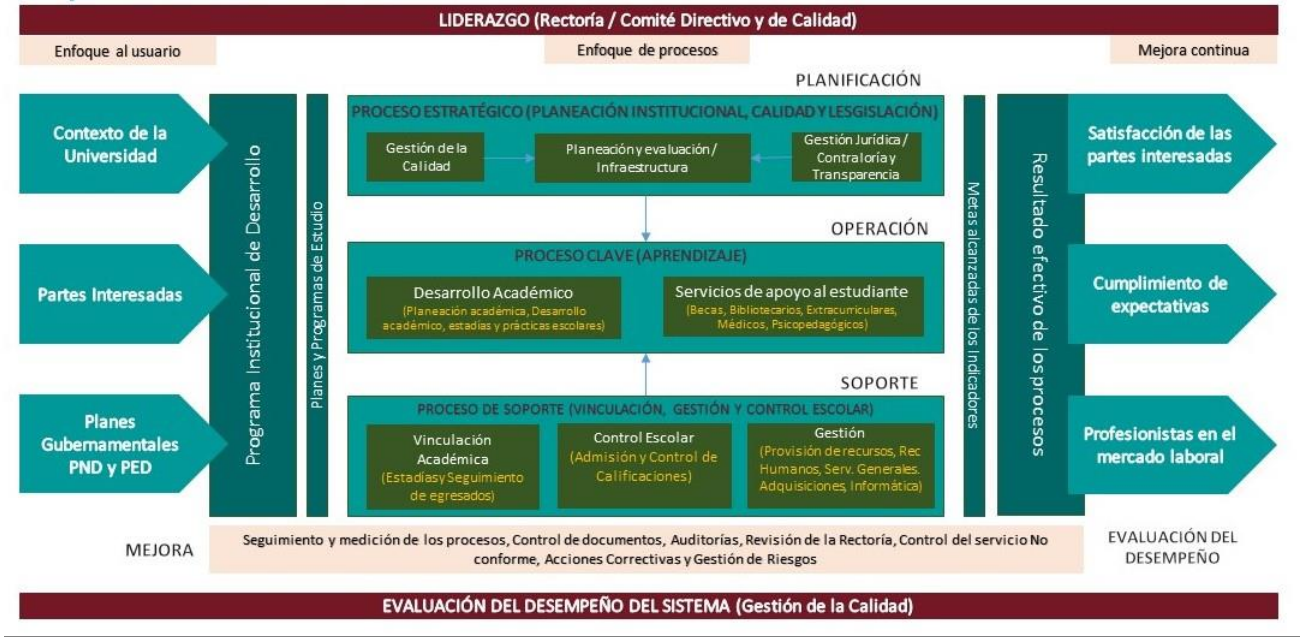 LIDERAZGO (Rectoría / Comité Directivo y de Calidad)
Enfoque al usuario
Enfoque de procesos
Mejora continua
Contexto de la
Universidad
Partes Interesadas
Planes
Gubernamentales
PND y PED
Programa Institucional de Desarrollo
Planes y Programas de Estudio
PLANIFICACIÓN
PROCESO ESTRATÉGICO (PLANEACIÓN INSTITUCIONAL, CALIDAD Y LESGISLACIÓN)
Gestión de la
Calidad
Planeación y evaluación /
Infraestructura
Gestión Jurídica /
Contraloría y
Transparencia
OPERACIÓN
PROCESO CLAVE (APRENDIZAJE)
Desarrollo Académico
(Planeación académica, Desarrollo
académico, estadías y prácticas escolares)
Servicios de apoyo al estudiante
(Becas, Bibliotecarios, Extracurriculares,
Médicos, Psicopedagógicos)
SOPORTE
PROCESO DE SOPORTE (VINCULACIÓN, GESTIÓN Y CONTROL ESCOLAR)
Vinculación
Académica
(Estadías y Seguimiento
de egresados)
Control Escolar
(Admisión y Control de
Calificaciones)
Gestión
(Provisión de recursos, Rec
Humanos, Serv. Generales.
Adquisiciones, Informática)
Metas alcanzadas de los Indicadores
Resultado efectivo de los procesos
Satisfacción de las
partes interesadas
Cumplimiento de
expectativas
Profesionistas en el
mercado laboral
MEJORA
Seguimiento y medición de los procesos, Control de documentos, Auditorías, Revisión de la Rectoría, Control del servicio No
conforme, Acciones Correctivas y Gestión de Riesgos
EVALUACIÓN DEL
DESEMPEÑO
EVALUACIÓN DEL DESEMPEÑO DEL SISTEMA (Gestión de la Calidad)